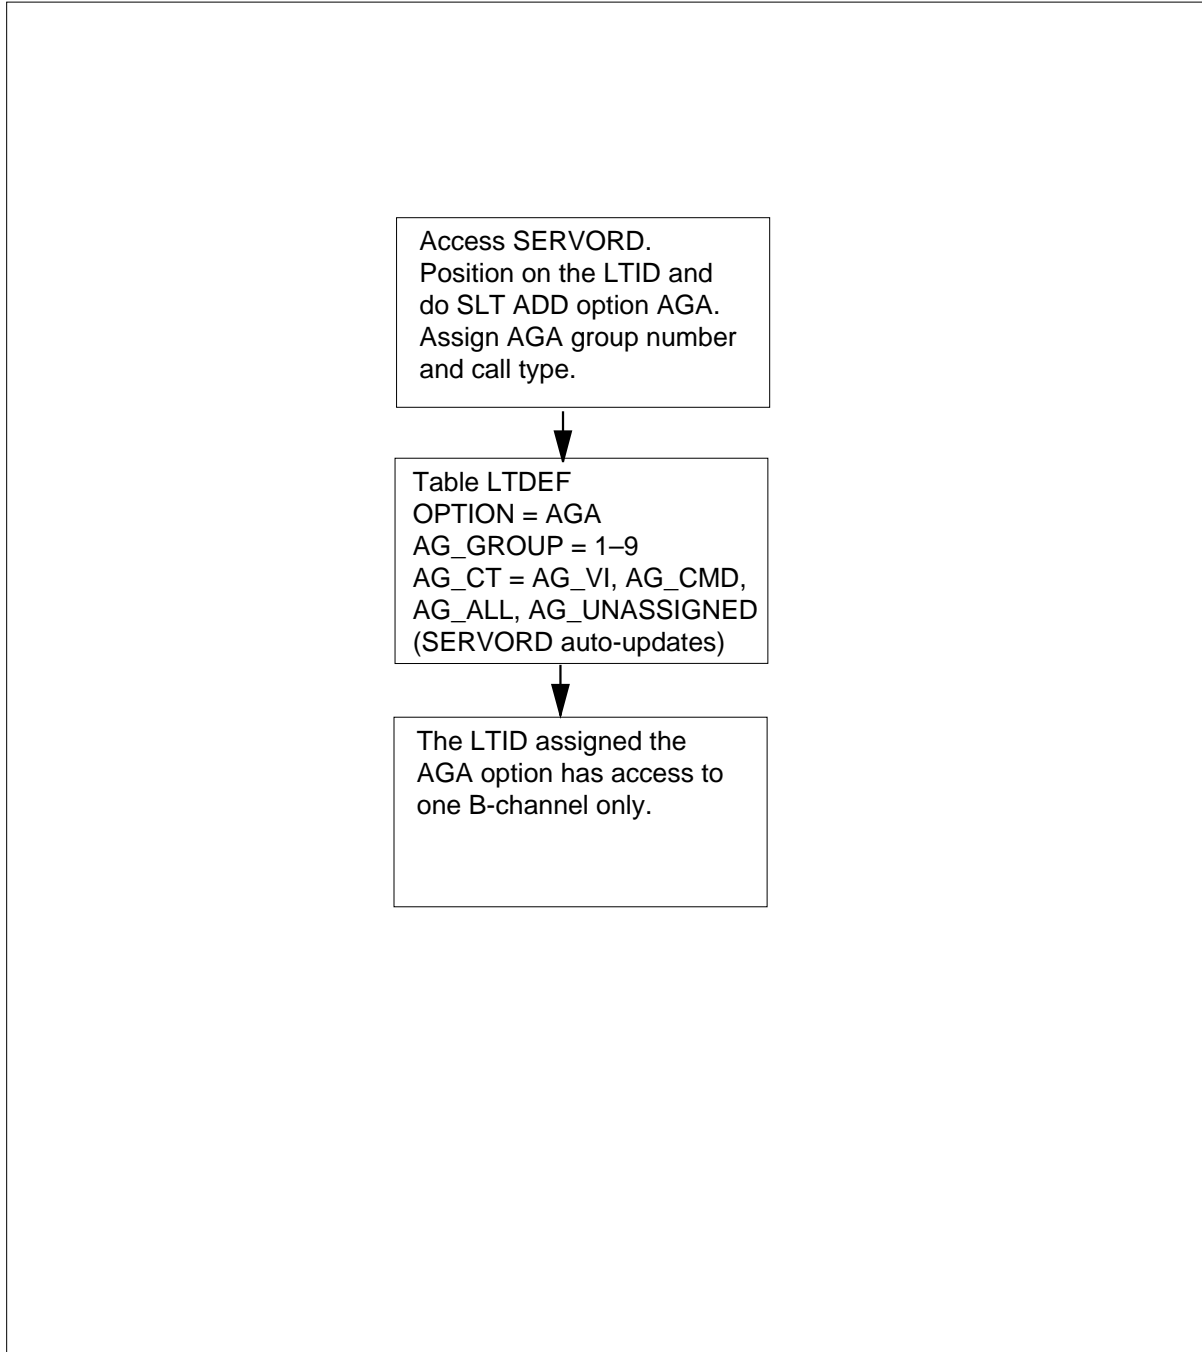 Access SERVORD.
Position on the LTID and
do SLT ADD option AGA.
Assign AGA group number
and call type.
Table LTDEF
OPTION = AGA
AG_GROUP = 1–9
AG_CT = AG_VI, AG_CMD,
AG_ALL, AG_UNASSIGNED
(SERVORD auto-updates)
The LTID assigned the
AGA option has access to
one B-channel only.